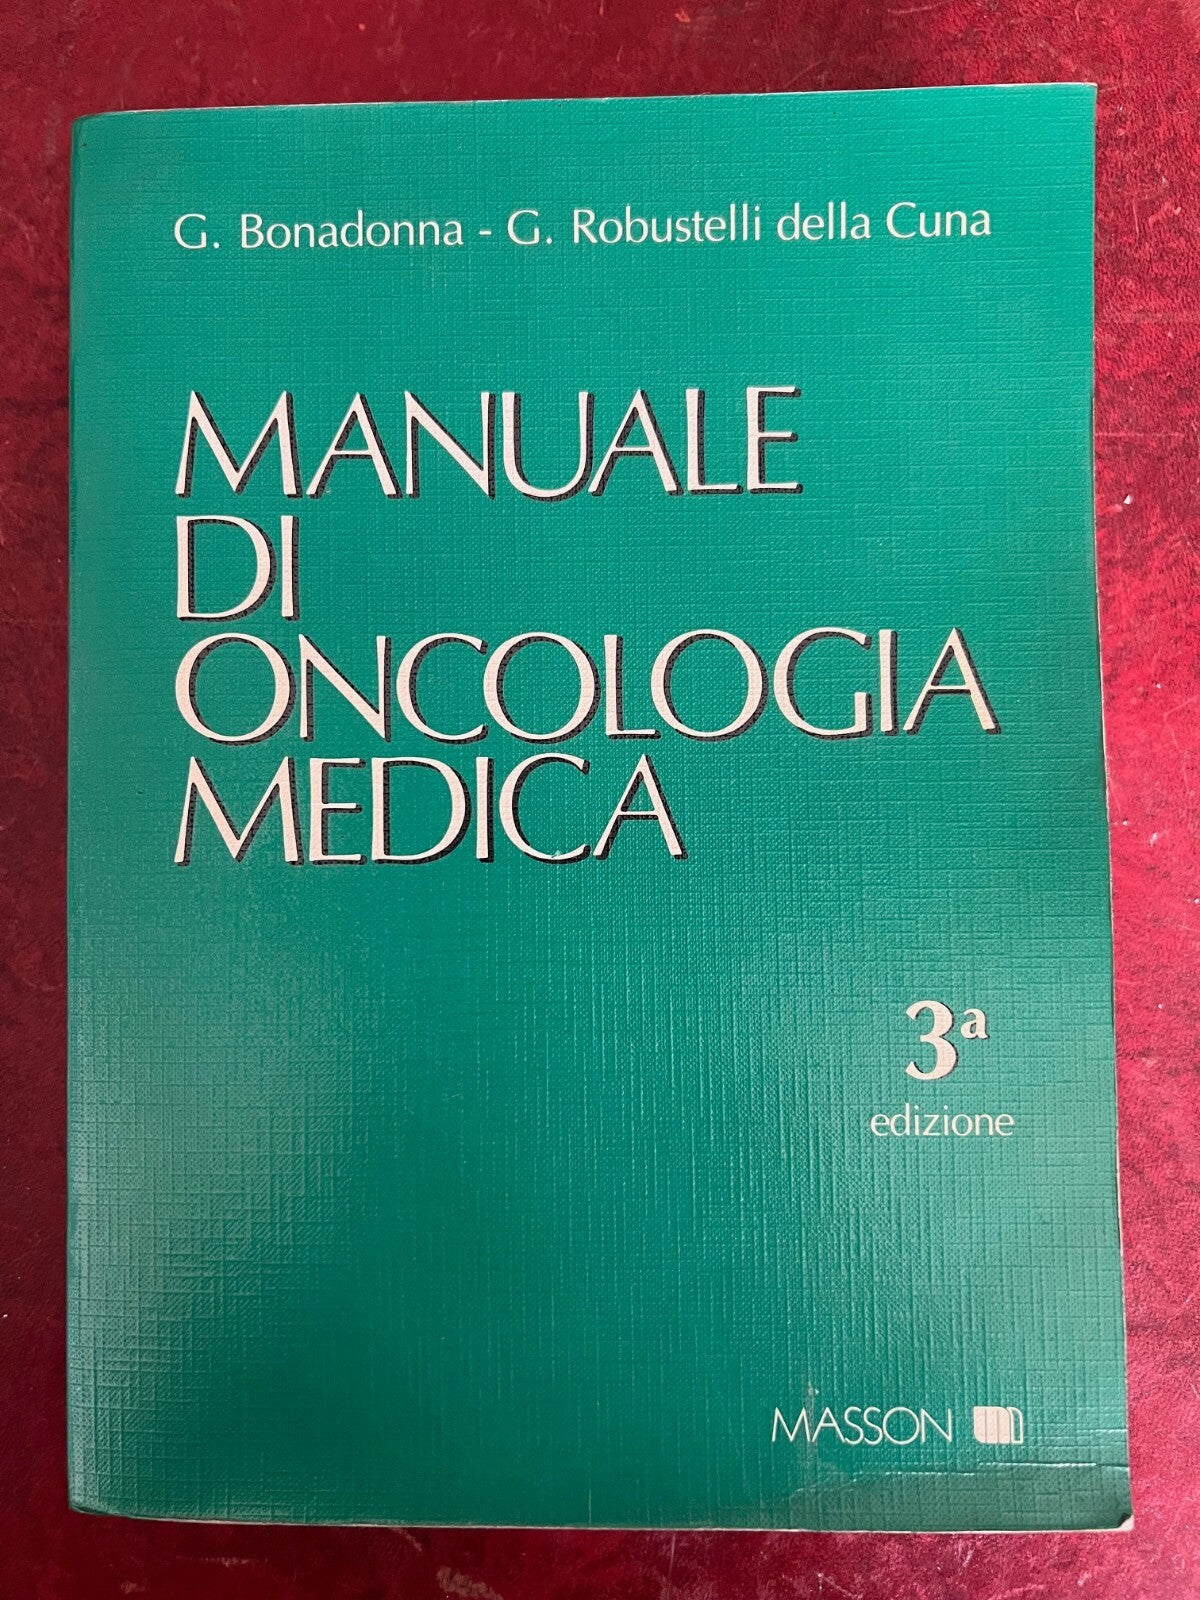 G. Bonadonna - G. Robustelli della Cuna
MANUALE
DI
ONCOLOGIA
MEDICA
3ª
edizione
MASSON m